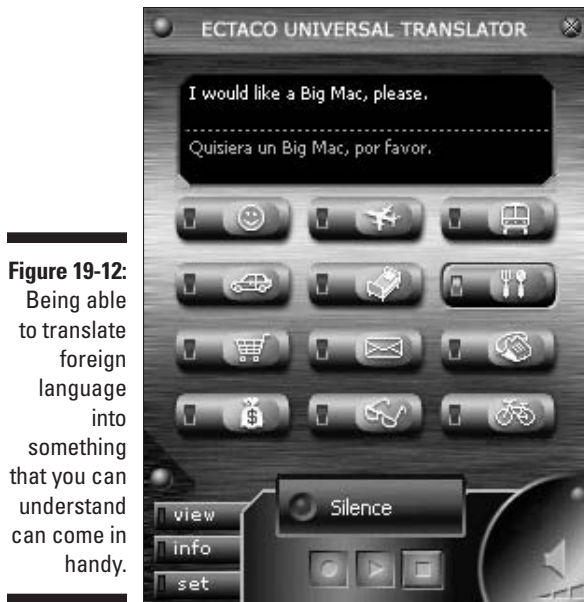 ECTACO UNIVERSAL TRANSLATOR
I would like a Big Mac, please.
Quisiera un Big Mac, por favor.
Figure 19-12:
Being able
to translate
foreign
language
into
something
that you can
understand
can come in
handy.
Silence
view
info
set